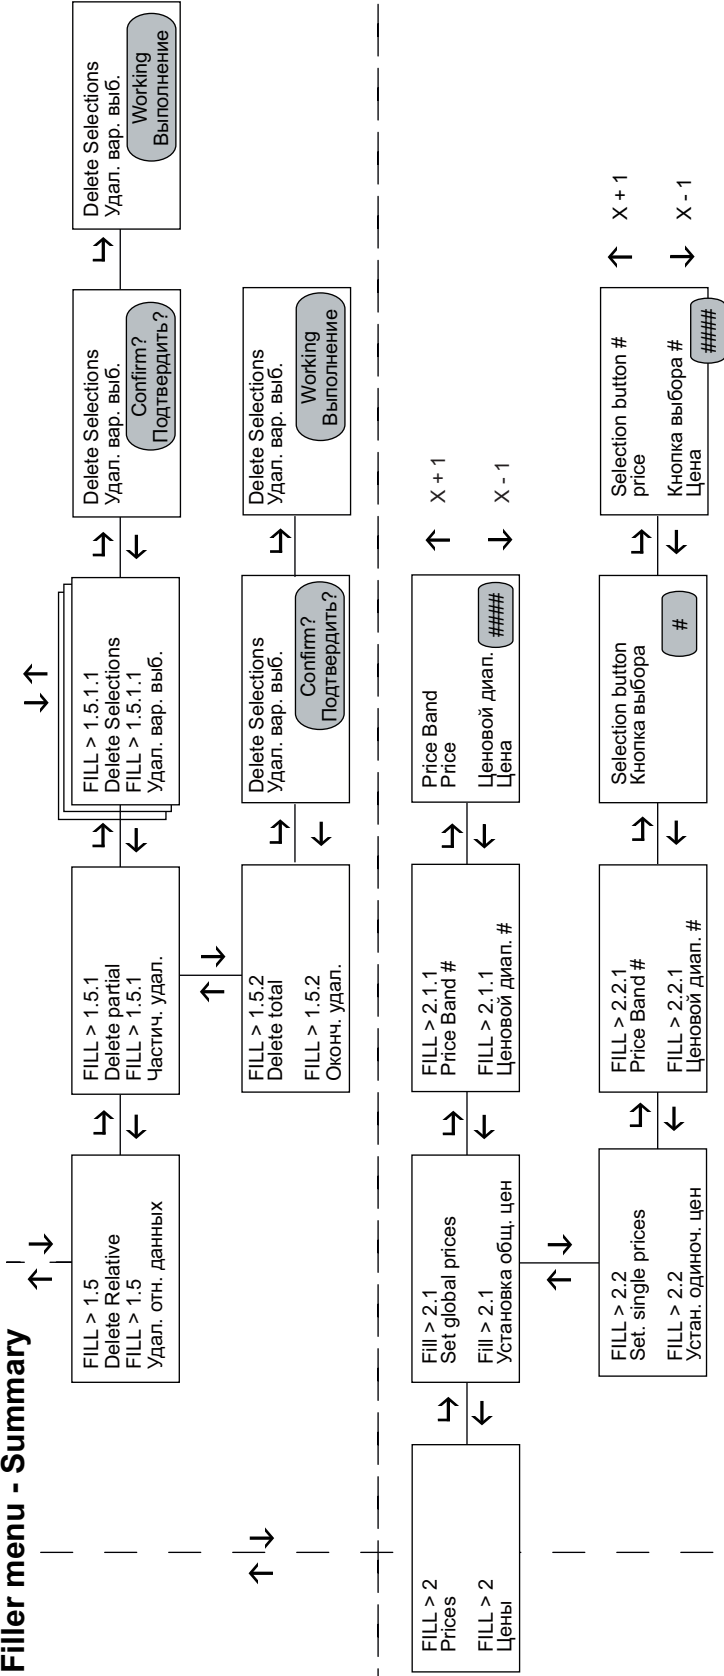 Filler menu - Summary
FILL > 1.5
Delete Relative
FILL > 1.5
Удал. отн. данных
FILL > 1.5.1
Delete partial
FILL > 1.5.1
Частич. удал.
FILL > 1.5.1.1
Delete Selections
FILL > 1.5.1.1
Удал. вар. выб.
Delete Selections
Удал. вар. выб.
Confirm?
Подтвердить?
Delete Selections
Удал. вар. выб.
Working
Выполнение
FILL > 1.5.2
Delete total
FILL > 1.5.2
Оконч. удал.
Delete Selections
Удал. вар. выб.
Confirm?
Подтвердить?
Delete Selections
Удал. вар. выб.
Working
Выполнение
FILL > 2
Prices
FILL > 2
Цены
Fill > 2.1
Set global prices
Fill > 2.1
Установка общ. цен
FILL > 2.1.1
Price Band #
FILL > 2.1.1
Ценовой диап. #
Price Band
Price
Ценовой диап.
Цена
####
X + 1
X - 1
FILL > 2.2
Set. single prices
FILL > 2.2
Устан. одиноч. цен
FILL > 2.2.1
Price Band #
FILL > 2.2.1
Ценовой диап. #
Selection button
Кнопка выбора
#
Selection button #
price
Кнопка выбора #
Цена
####
X + 1
X - 1